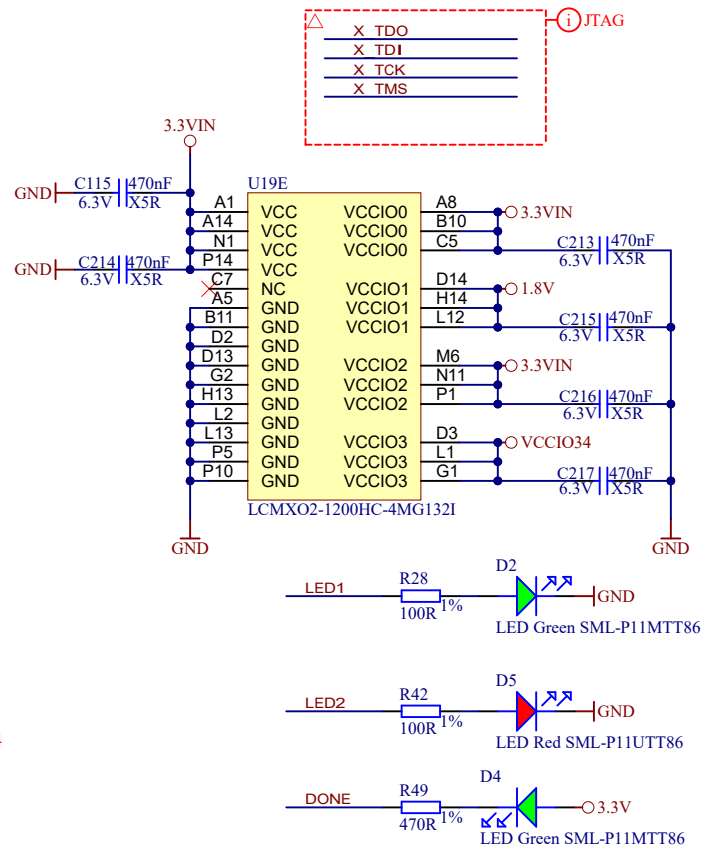 i JTAG
X_TDO
X_TDI
X_TCK
X_TMS
3.3VIN
U19E
GND C115 470nF
6.3V X5R
A1 VCC VCCIO0 A8 3.3VIN
A14 VCC VCCIO0 B10
N1 VCC VCCIO0 C5 C213 470nF
GND C214 470nF P14 VCC 6.3V X5R
6.3V X5R
C7 NC VCCIO1 D14 1.8V
A5 GND VCCIO1 H14
B11 GND VCCIO1 L12 C215 470nF
D2 GND 6.3V X5R
D13 GND VCCIO2 M6 3.3VIN
G2 GND VCCIO2 N11
H13 GND VCCIO2 P1 C216 470nF
L2 GND 6.3V X5R
L13 GND VCCIO3 D3 VCCIO34
P5 GND VCCIO3 L1
P10 GND VCCIO3 G1 C217 470nF
6.3V X5R
LCMXO2-1200HC-4MG132I
GND GND
D2
LED1 R28 GND
100R 1%
LED Green SML-P11MTT86
D5
LED2 R42 GND
100R 1%
LED Red SML-P11UTT86
D4
DONE R49 3.3V
470R 1%
LED Green SML-P11MTT86